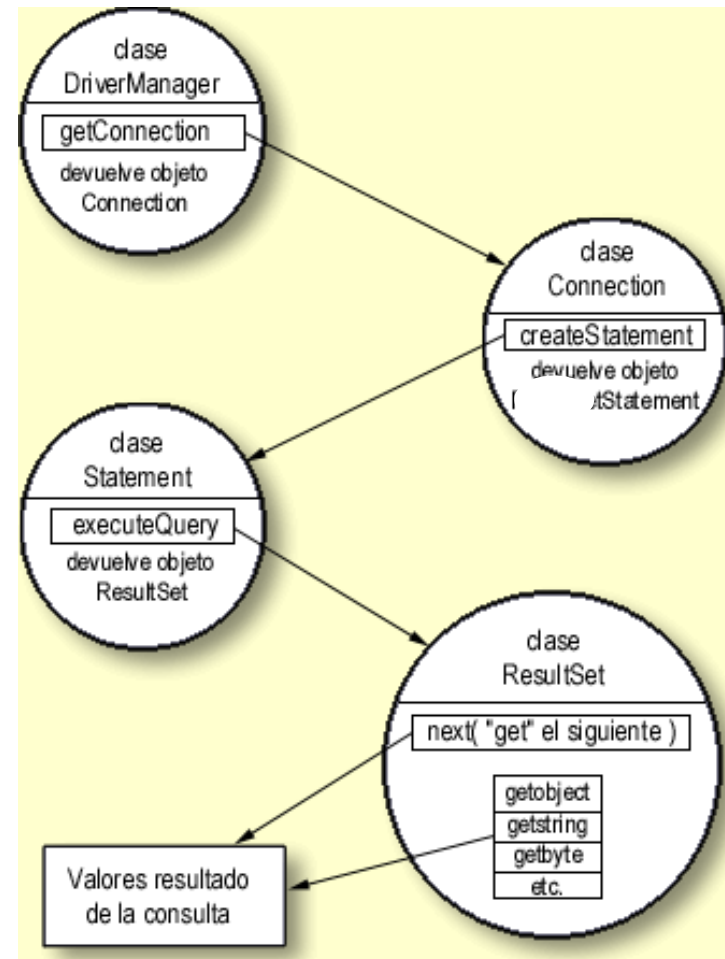 clase
DriverManager
getConnection
devuelve objeto
Connection
clase
Connection
createStatement
devuelve objeto
clase
Statement
executeQuery
devuelve objeto
ResultSet
clase
ResultSet
next( "get" el siguiente )
getobject
getstring
getbyte
etc.
Valores resultado
de la consulta